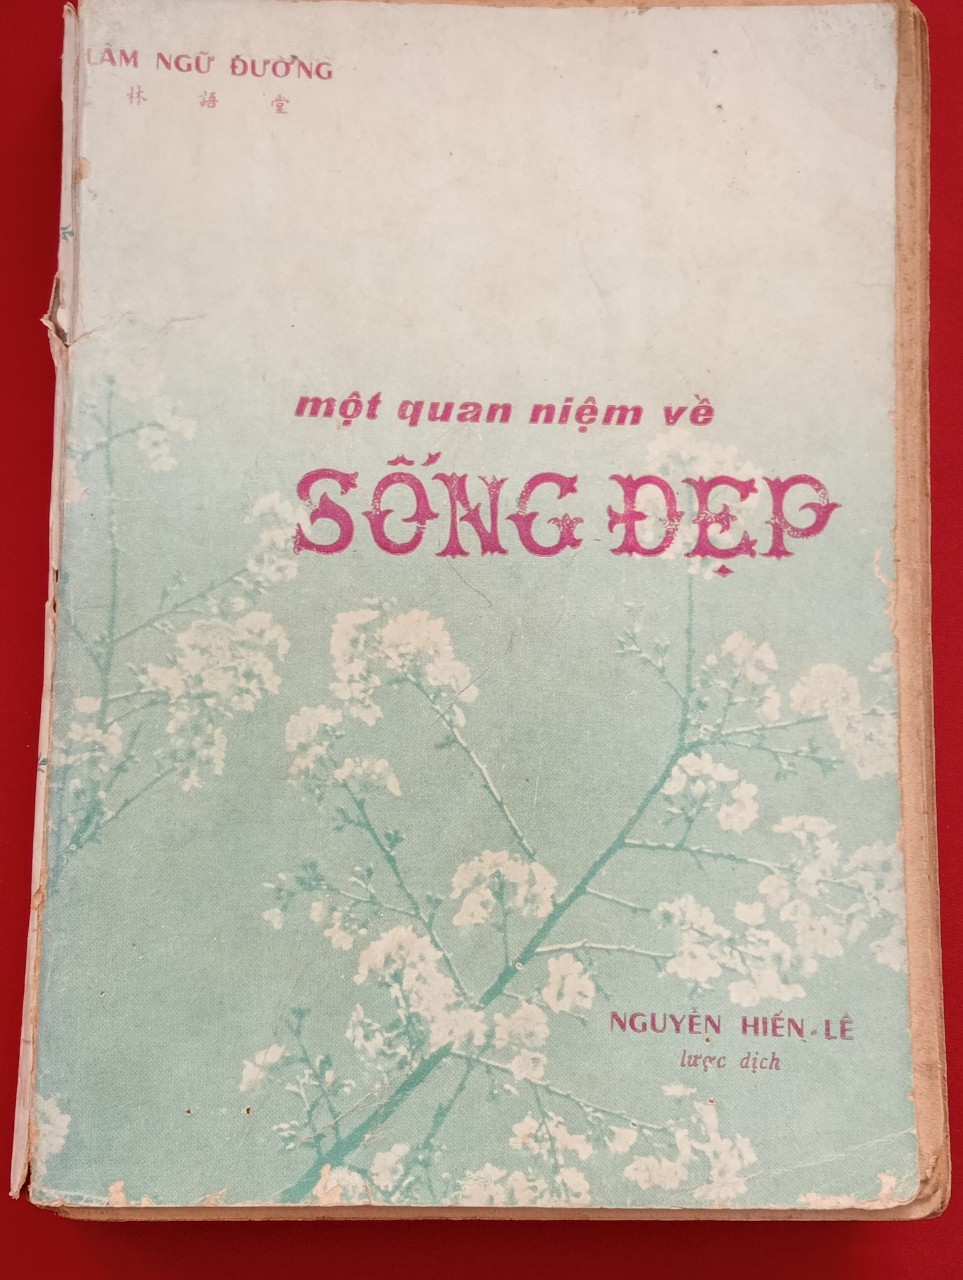 LÂM NGỮ ĐƯỜNG
林 語 堂
một quan niệm về
SỐNG ĐẸP
NGUYỄN HIẾN-LÊ
lược dịch